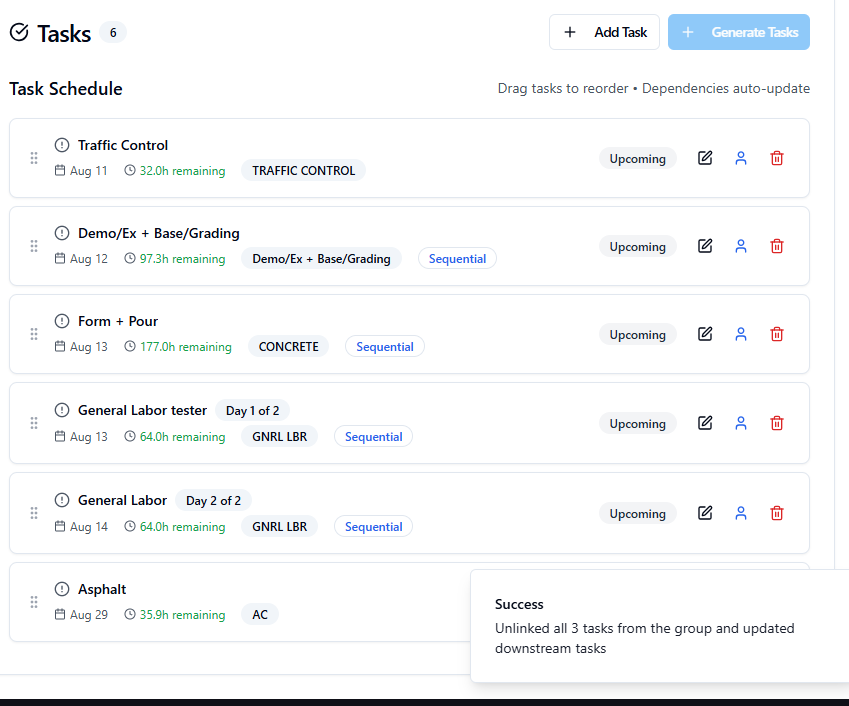 Tasks 6
+ Add Task
+ Generate Tasks
Task Schedule
Drag tasks to reorder • Dependencies auto-update
Traffic Control
Aug 11 32.0h remaining TRAFFIC CONTROL
Upcoming
Demo/Ex + Base/Grading
Aug 12 97.3h remaining Demo/Ex + Base/Grading Sequential
Upcoming
Form + Pour
Aug 13 177.0h remaining CONCRETE Sequential
Upcoming
General Labor tester Day 1 of 2
Aug 13 64.0h remaining GNRL LBR Sequential
Upcoming
General Labor Day 2 of 2
Aug 14 64.0h remaining GNRL LBR Sequential
Upcoming
Asphalt
Aug 29 35.9h remaining AC
Success
Unlinked all 3 tasks from the group and updated
downstream tasks